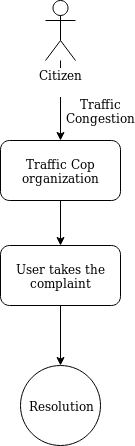 Citizen
Traffic
Congestion
Traffic Cop
organization
User takes the
complaint
Resolution